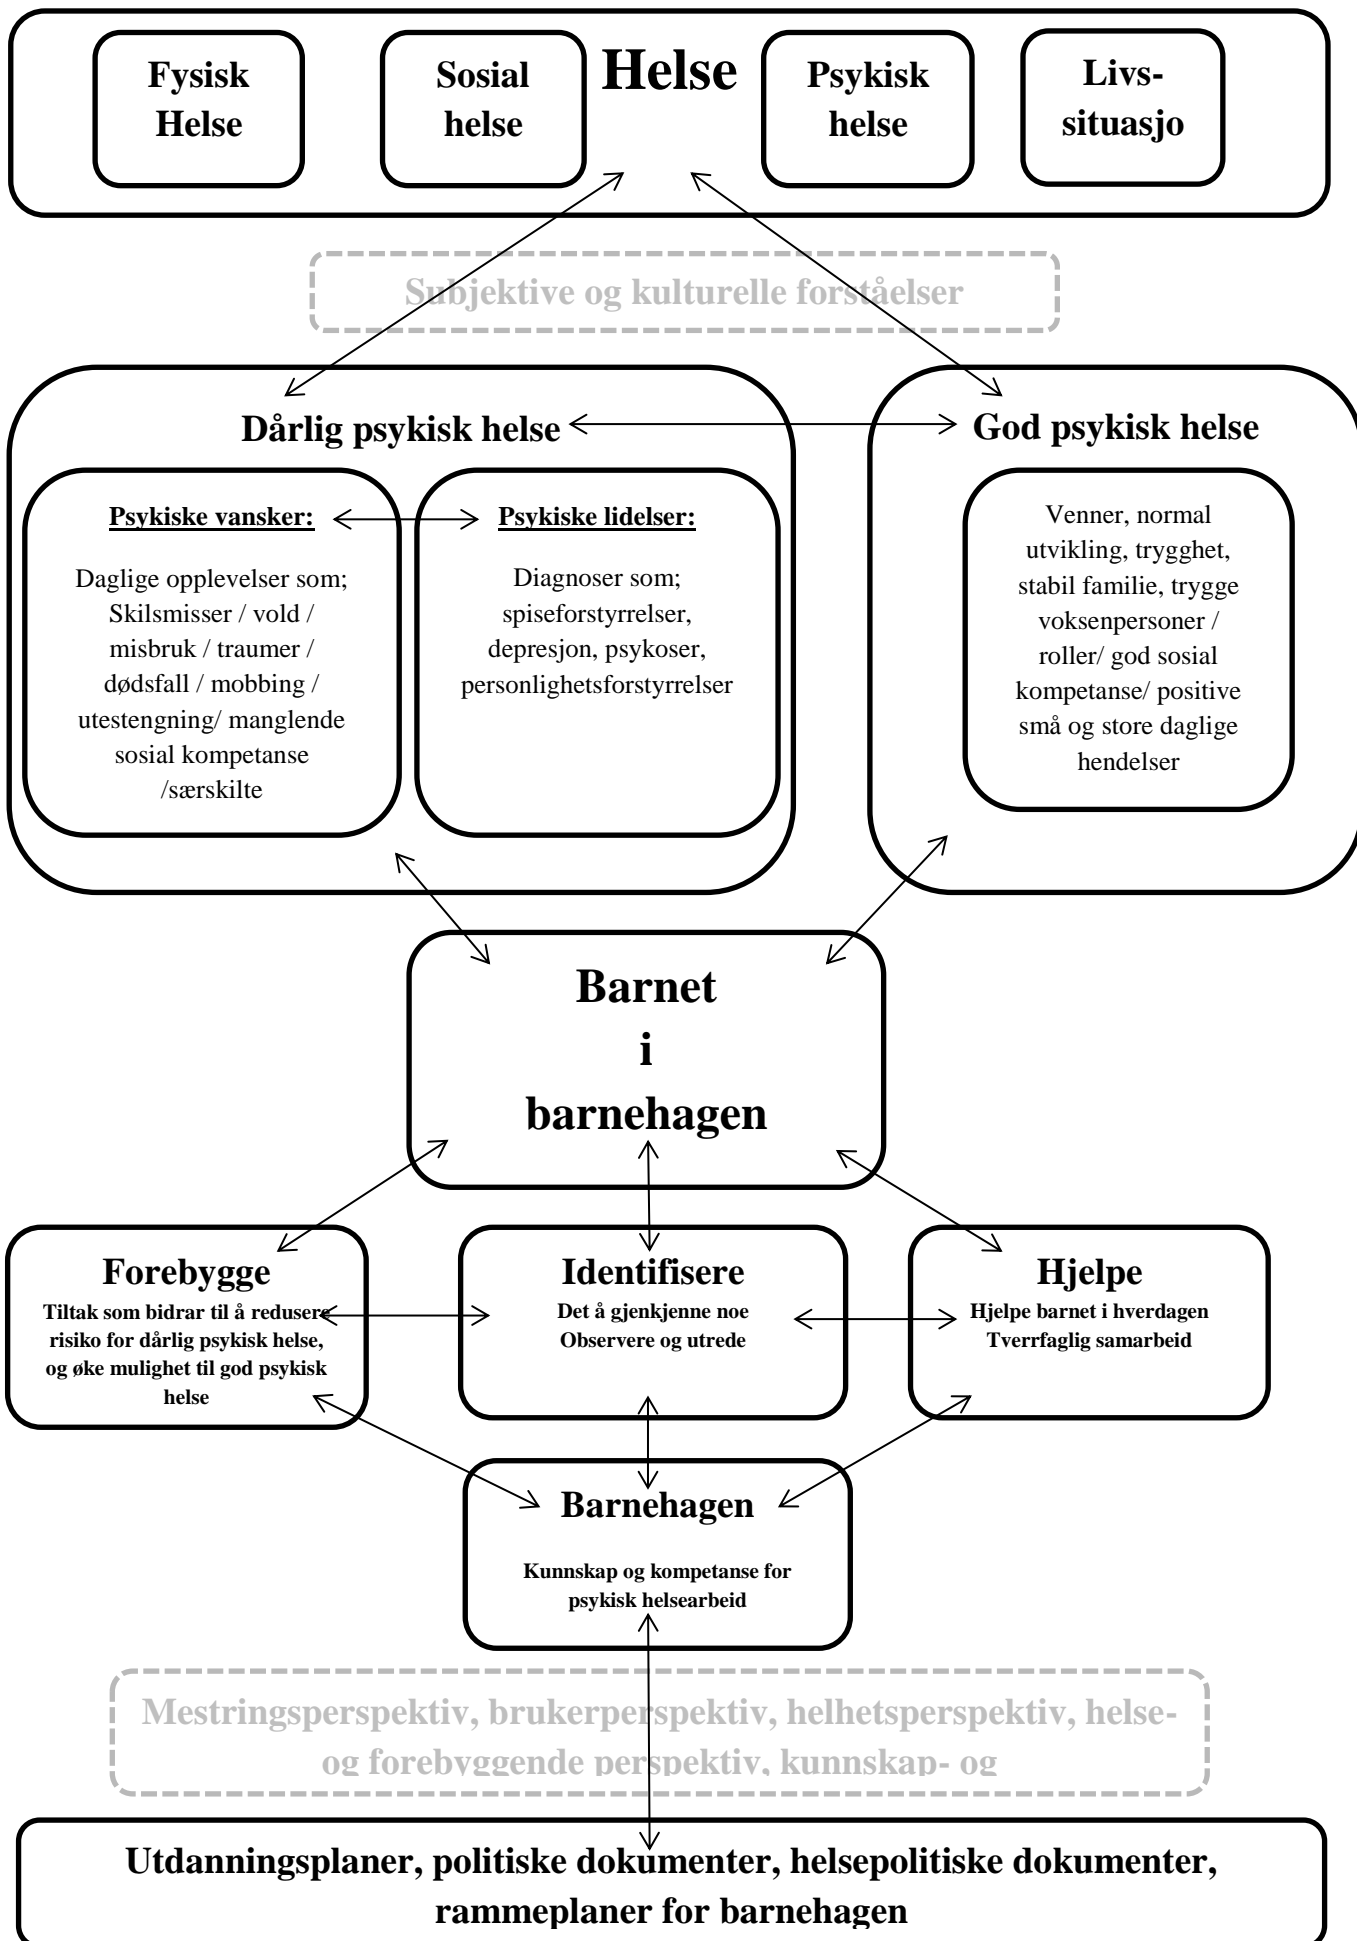 Fysisk
Helse
Sosial
helse
Helse
Psykisk
helse
Livs-
situasjo
Subjektive og kulturelle forståelser
Dårlig psykisk helse
God psykisk helse
Psykiske vansker:
Daglige opplevelser som;
Skilsmisser / vold /
misbruk / traumer /
dødsfall / mobbing /
utestengning/ manglende
sosial kompetanse
/særskilte
Psykiske lidelser:
Diagnoser som;
spiseforstyrrelser,
depresjon, psykoser,
personlighetsforstyrrelser
Venner, normal
utvikling, trygghet,
stabil familie, trygge
voksenpersoner /
roller/ god sosial
kompetanse/ positive
små og store daglige
hendelser
Barnet
i
barnehagen
Forebygge
Tiltak som bidrar til å redusere
risiko for dårlig psykisk helse,
og øke mulighet til god psykisk
helse
Identifisere
Det å gjenkjenne noe
Observere og utrede
Hjelpe
Hjelpe barnet i hverdagen
Tverrfaglig samarbeid
Barnehagen
Kunnskap og kompetanse for
psykisk helsearbeid
Mestringsperspektiv, brukerperspektiv, helhetsperspektiv, helse-
og forebyggende perspektiv, kunnskap- og
Utdanningsplaner, politiske dokumenter, helsepolitiske dokumenter,
rammeplaner for barnehagen